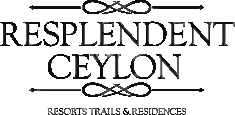 RESPLENDENT
CEYLON
RESORTS TRAILS & RESIDENCES